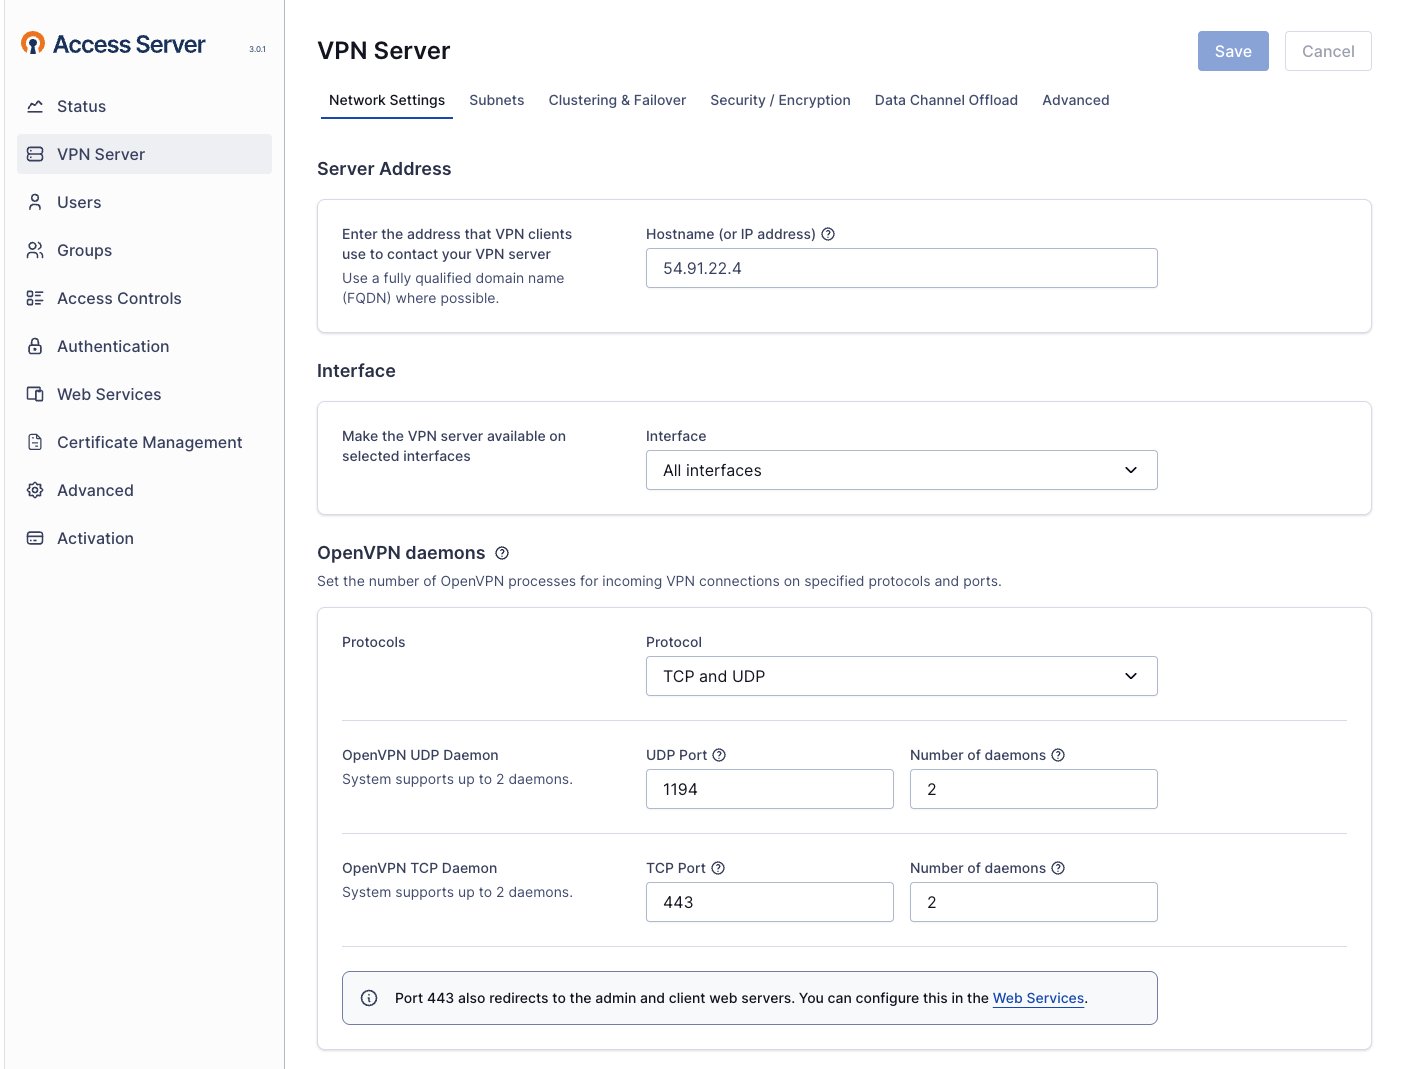 Access Server
3.0.1
Status
VPN Server
Users
Groups
Access Controls
Authentication
Web Services
Certificate Management
Advanced
Activation
VPN Server
Save
Cancel
Network Settings
Subnets
Clustering & Failover
Security / Encryption
Data Channel Offload
Advanced
Server Address
Enter the address that VPN clients
use to contact your VPN server
Use a fully qualified domain name
(FQDN) where possible.
Hostname (or IP address)
54.91.22.4
Interface
Make the VPN server available on
selected interfaces
Interface
All interfaces
OpenVPN daemons
Set the number of OpenVPN processes for incoming VPN connections on specified protocols and ports.
Protocols
Protocol
TCP and UDP
OpenVPN UDP Daemon
System supports up to 2 daemons.
UDP Port
1194
Number of daemons
2
OpenVPN TCP Daemon
System supports up to 2 daemons.
TCP Port
443
Number of daemons
2
Port 443 also redirects to the admin and client web servers. You can configure this in the Web Services.